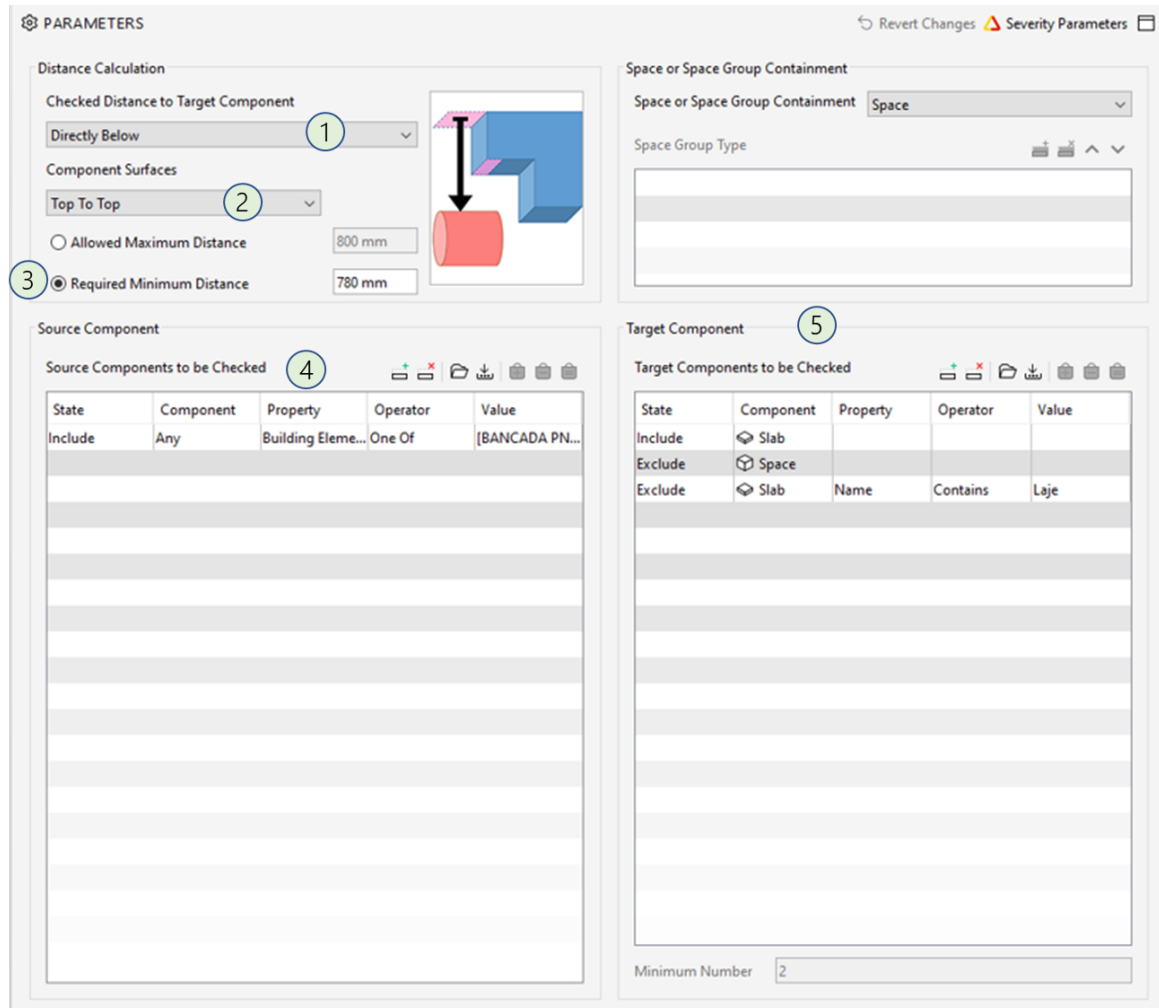 PARAMETERS
Revert Changes Severity Parameters
Distance Calculation
Checked Distance to Target Component
Directly Below 1
Component Surfaces
Top To Top 2
Allowed Maximum Distance 800 mm
3 Required Minimum Distance 780 mm
Space or Space Group Containment
Space or Space Group Containment Space
Space Group Type
Source Component
Source Components to be Checked 4
State Component Property Operator Value
Include Any Building Eleme... One Of [BANCADA PN...
Target Component 5
Target Components to be Checked
State Component Property Operator Value
Include Slab
Exclude Space
Exclude Slab Name Contains Laje
Minimum Number 2